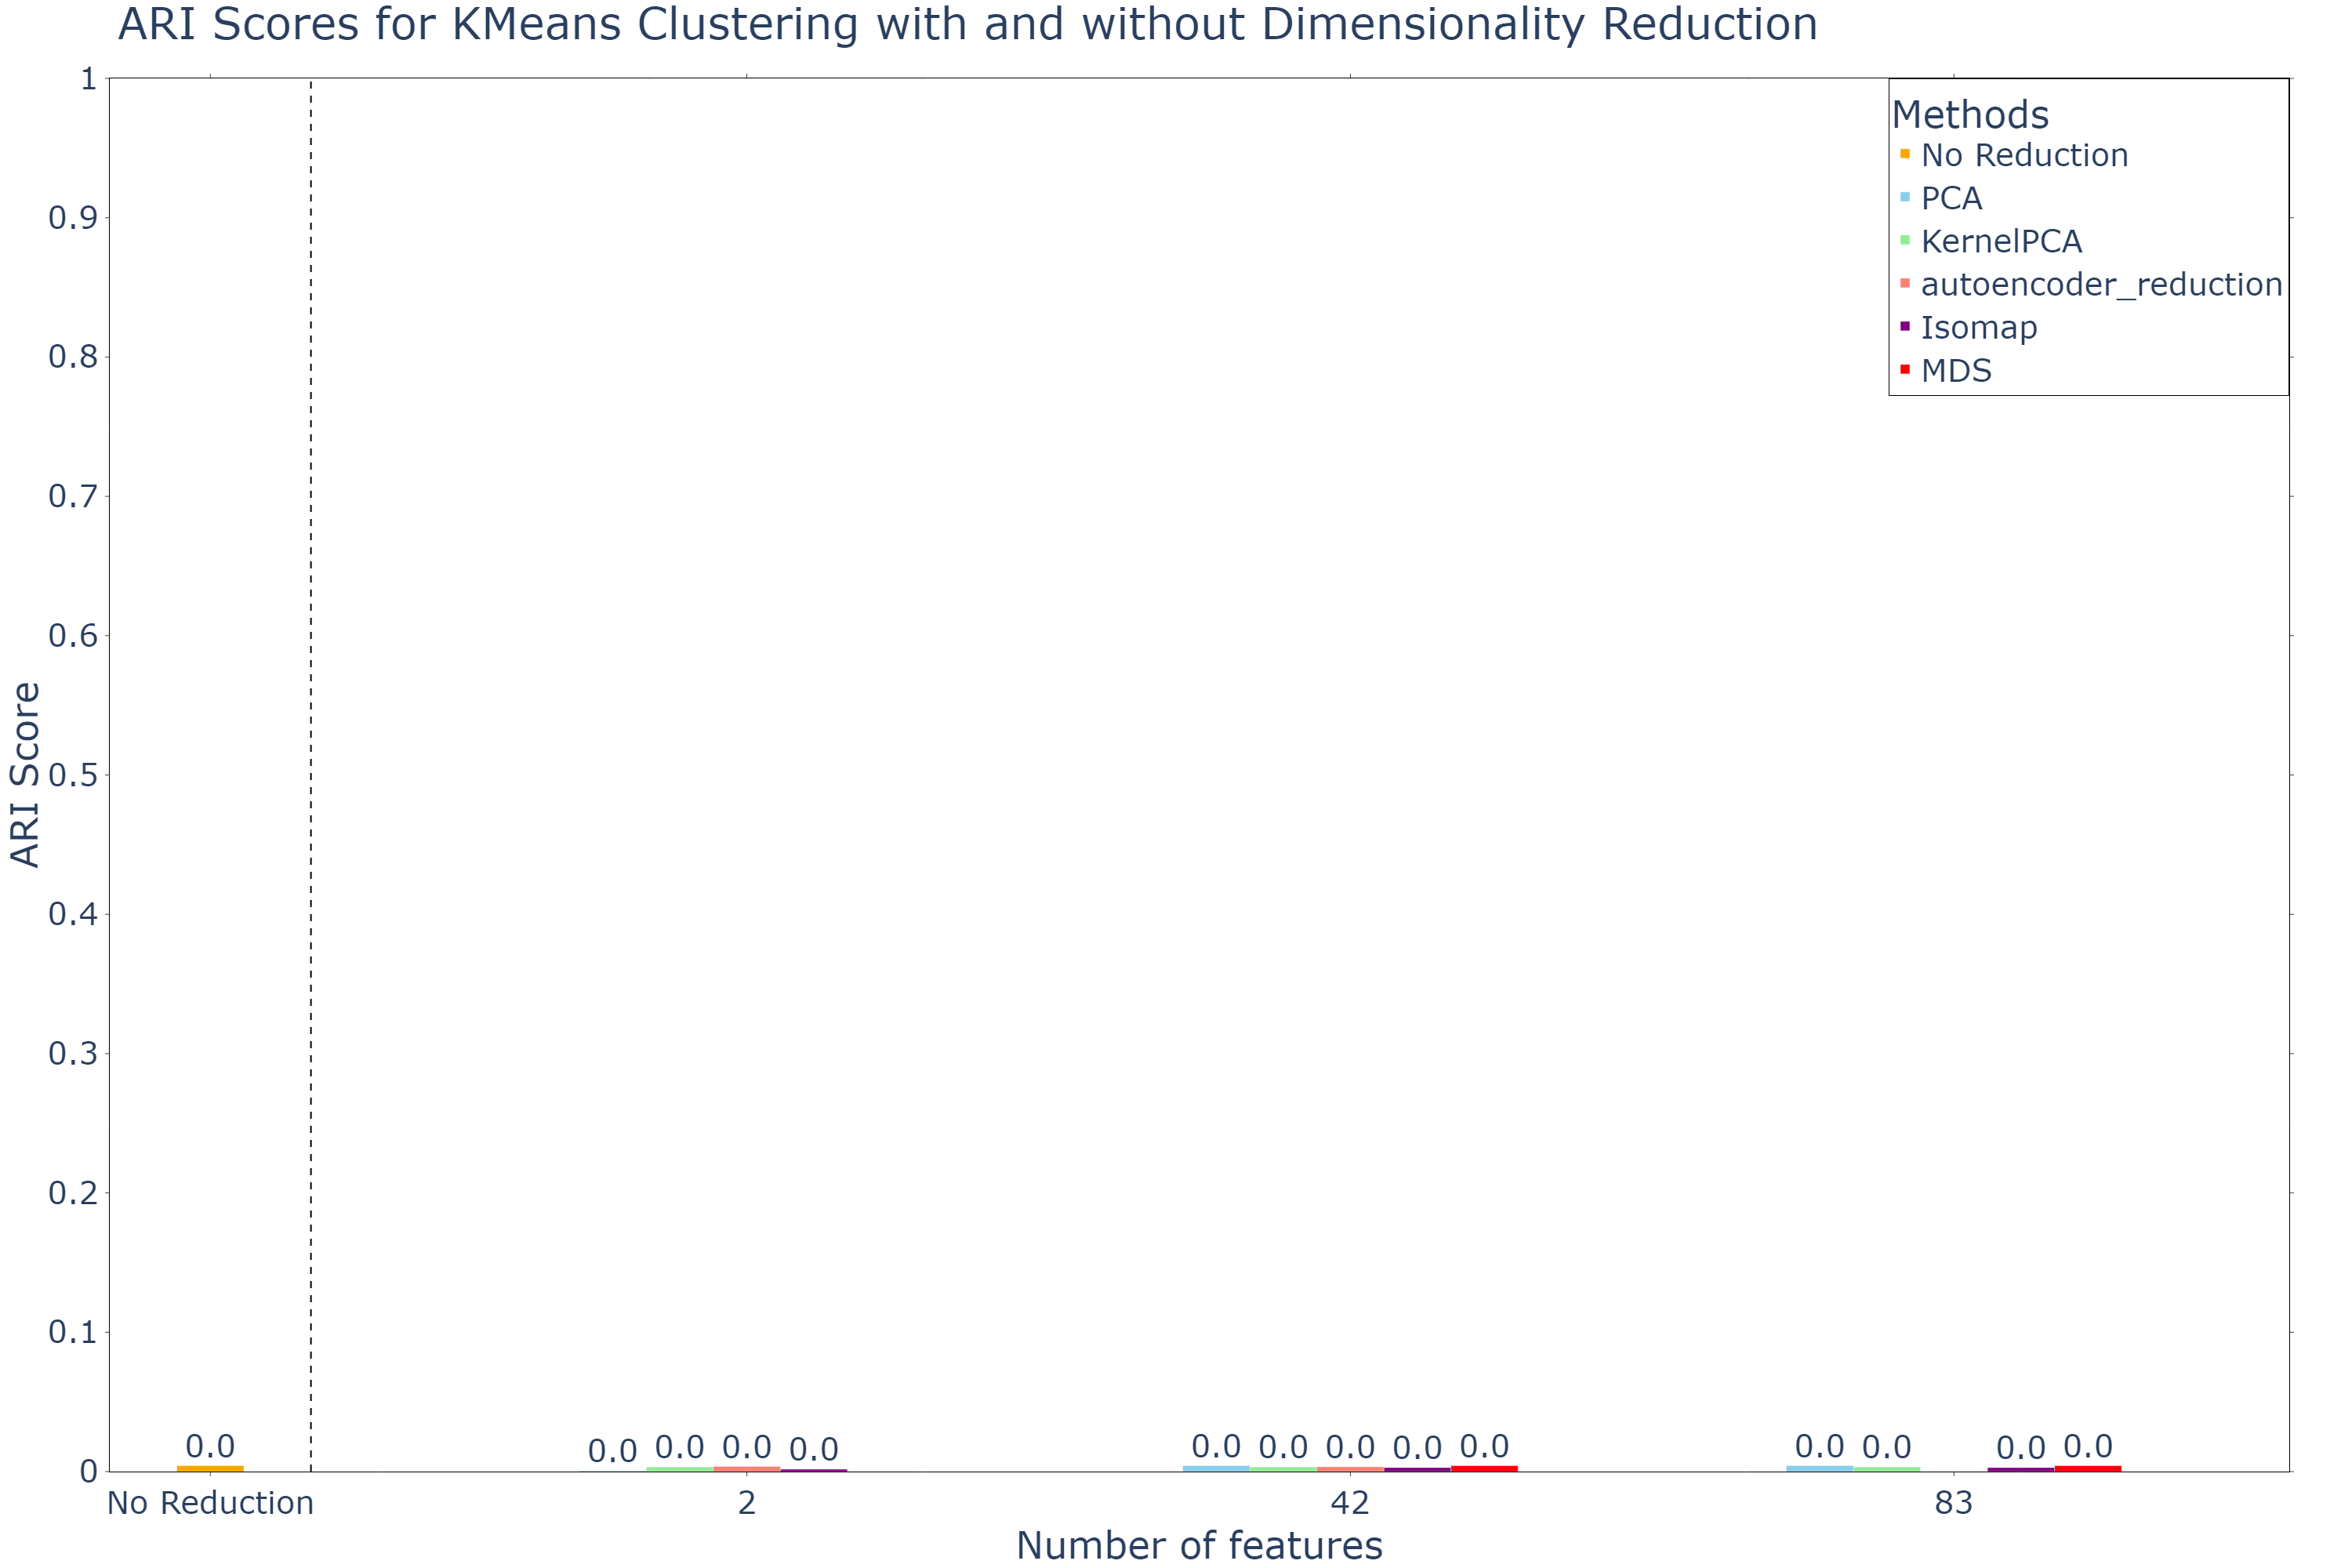 ARI Scores for KMeans Clustering with and without Dimensionality Reduction
Methods
No Reduction
PCA
KernelPCA
autoencoder_reduction
Isomap
MDS
ARI Score
1
0.9
0.8
0.7
0.6
0.5
0.4
0.3
0.2
0.1
0
0.0
0.0 0.0 0.0 0.0
0.0 0.0 0.0 0.0 0.0
0.0 0.0 0.0 0.0
No Reduction 2 42 83
Number of features